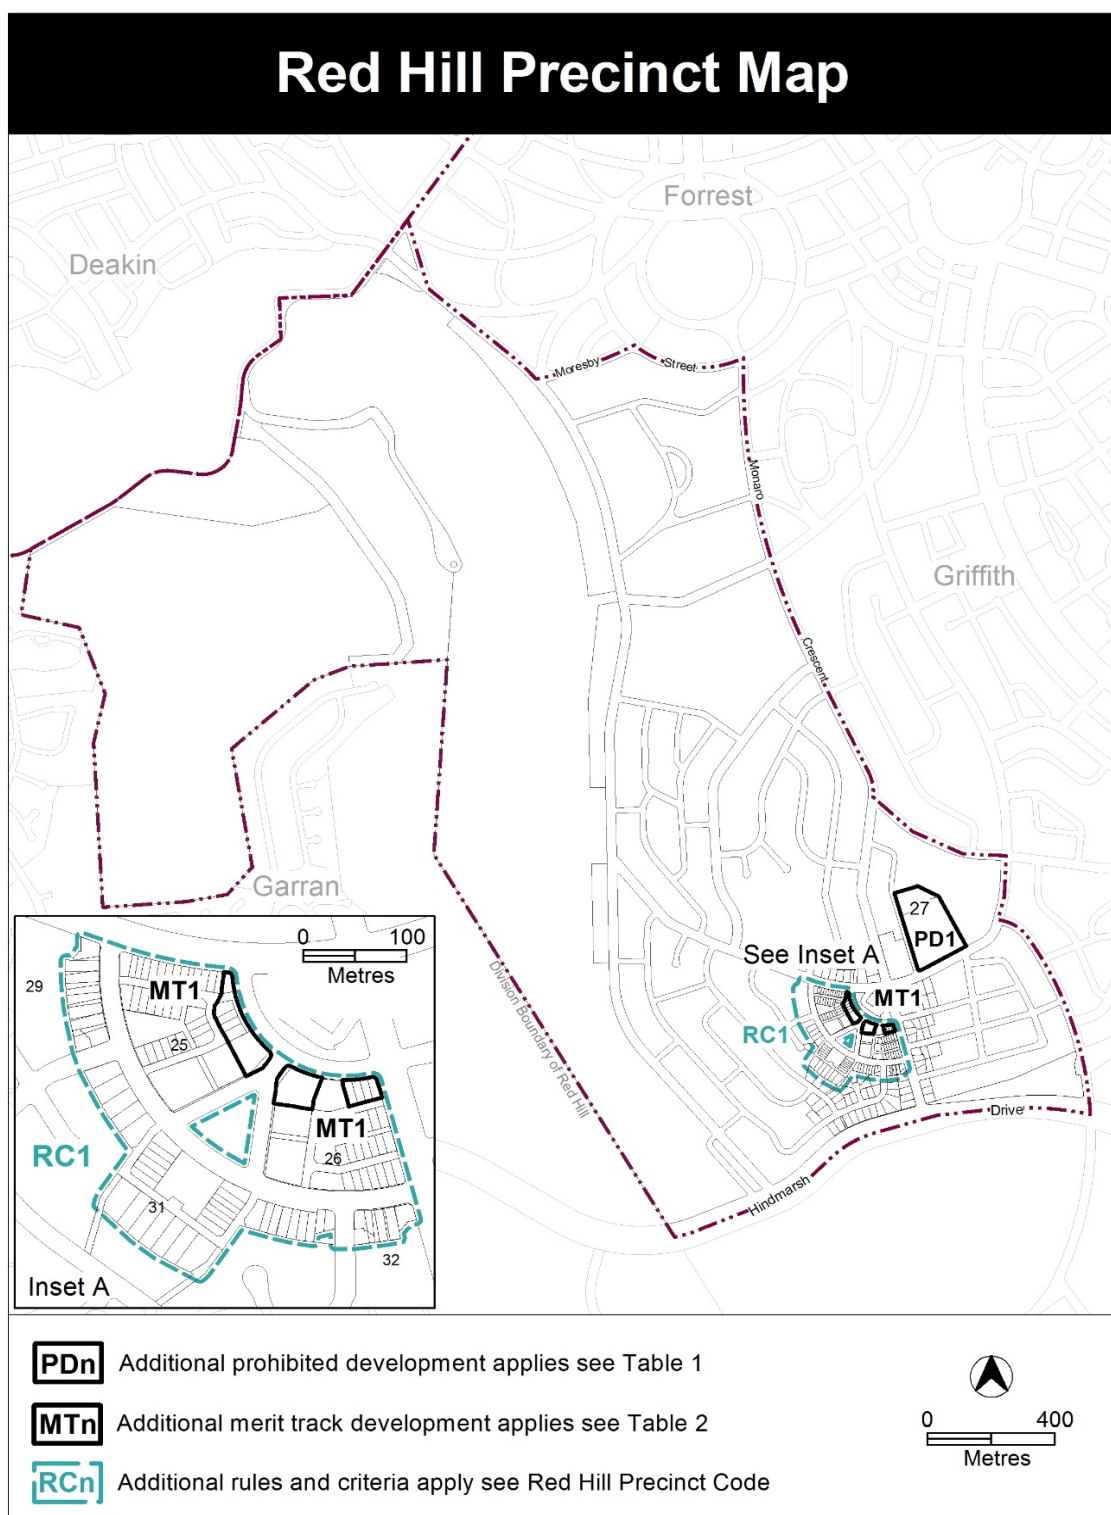 Red Hill Precinct Map
Forrest
Deakin
Moresby
Street
Monaro
Griffith
Crescent
Garran
27
PD1
See Inset A
MT1
RC1
Division Boundary of Red Hill
Drive
Hindmarsh
0 100
Metres
29
MT1
25
RC1
MT1
26
31
32
Inset A
PDn Additional prohibited development applies see Table 1
MTn Additional merit track development applies see Table 2
RCn Additional rules and criteria apply see Red Hill Precinct Code
0 400
Metres